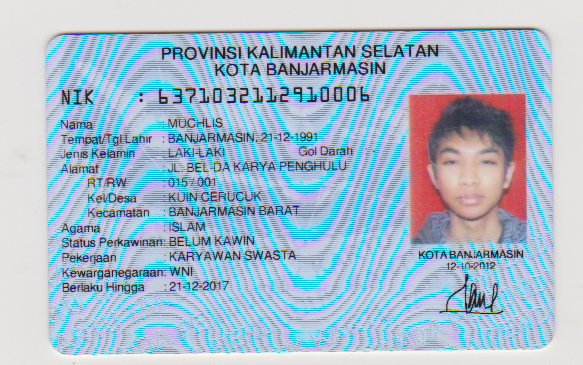 PROVINSI KALIMANTAN SELATAN
KOTA BANJARMASIN
NIK : 6371032112910006
Nama : MUCHLIS
Tempat/Tgl Lahir : BANJARMASIN, 21-12-1991
Jenis Kelamin : LAKI-LAKI Gol Darah : -
Alamat : JL. BEL-DA KARYA PENGHULU
RT/RW : 015 / 001
Kel/Desa : KUIN CERUCUK
Kecamatan : BANJARMASIN BARAT
Agama : ISLAM
Status Perkawinan: BELUM KAWIN
Pekerjaan : KARYAWAN SWASTA
Kewarganegaraan: WNI
Berlaku Hingga : 21-12-2017
KOTA BANJARMASIN
12-10-2012